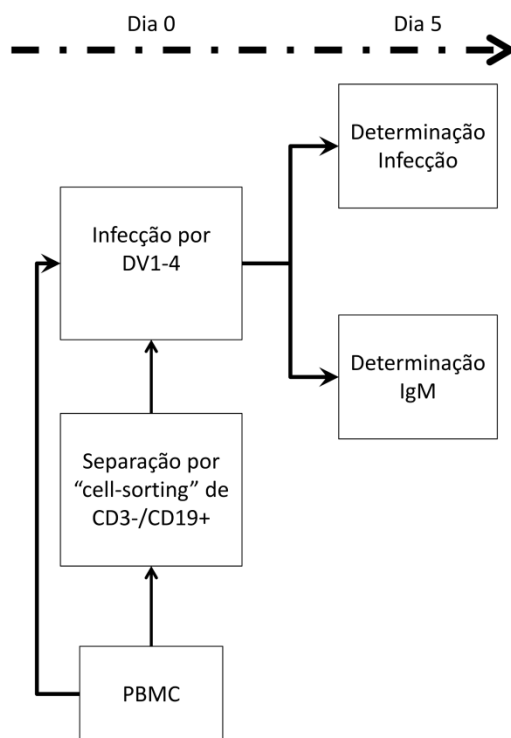 Dia 0
Dia 5
Determinação
Infecção
Infecção por
DV1-4
Determinação
IgM
Separação por
“cell-sorting” de
CD3-/CD19+
PBMC